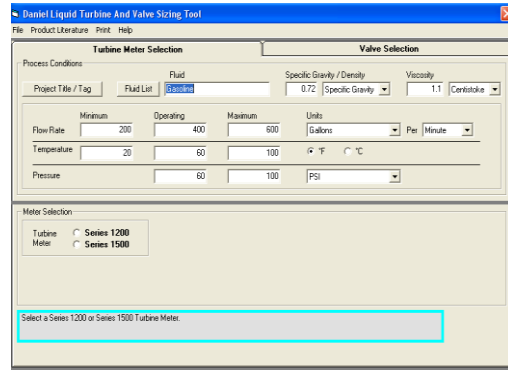 Daniel Liquid Turbine And Valve Sizing Tool
File Product Literature Print Help
Turbine Meter Selection Valve Selection
Process Conditions
Fluid Specific Gravity / Density Viscosity
Project Title / Tag Fluid List Gasoline 0.72 Specific Gravity 1.1 Centistoke
Minimum Operating Maximum Units
Flow Rate 200 400 600 Gallons Per Minute
Temperature 20 60 100 °F °C
Pressure 60 100 PSI
Meter Selection
Turbine Meter Series 1200
Series 1500
Select a Series 1200 or Series 1500 Turbine Meter.